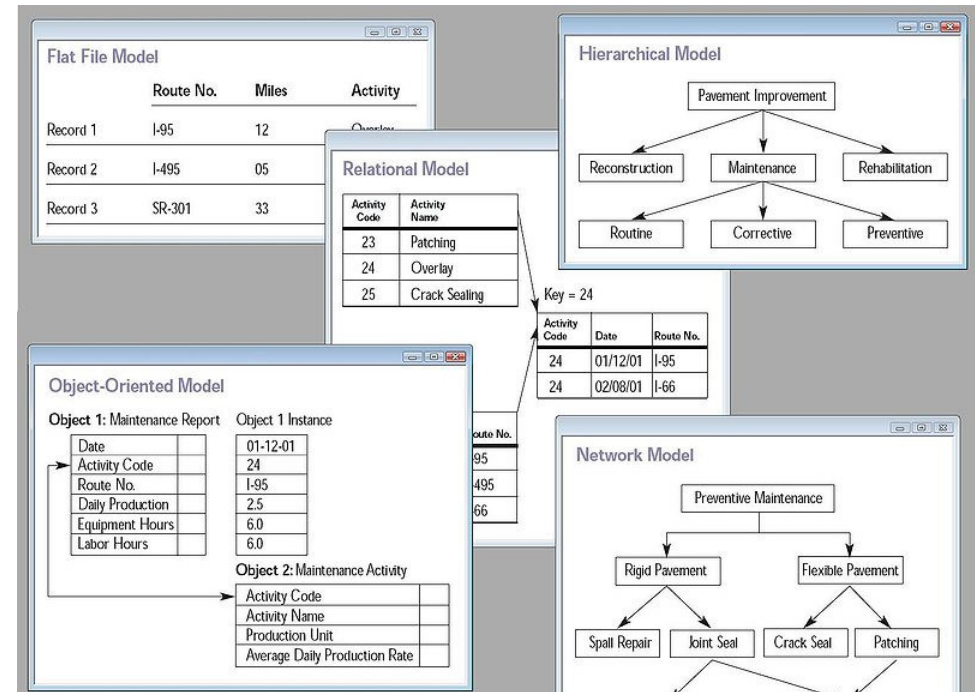 Flat File Model
Route No. Miles Activity
Record 1 I-95 12
Record 2 I-495 05
Record 3 SR-301 33
Relational Model
Activity Code Activity Name
23 Patching
24 Overlay
25 Crack Sealing
Key = 24
Activity Code Date Route No.
24 01/12/01 I-95
24 02/08/01 I-66
oute No.
95
495
66
Hierarchical Model
Pavement Improvement
Reconstruction Maintenance Rehabilitation
Routine Corrective Preventive
Object-Oriented Model
Object 1: Maintenance Report Object 1 Instance
Date 01-12-01
Activity Code 24
Route No. I-95
Daily Production 2.5
Equipment Hours 6.0
Labor Hours 6.0
Object 2: Maintenance Activity
Activity Code
Activity Name
Production Unit
Average Daily Production Rate
Network Model
Preventive Maintenance
Rigid Pavement Flexible Pavement
Spall Repair Joint Seal Crack Seal Patching